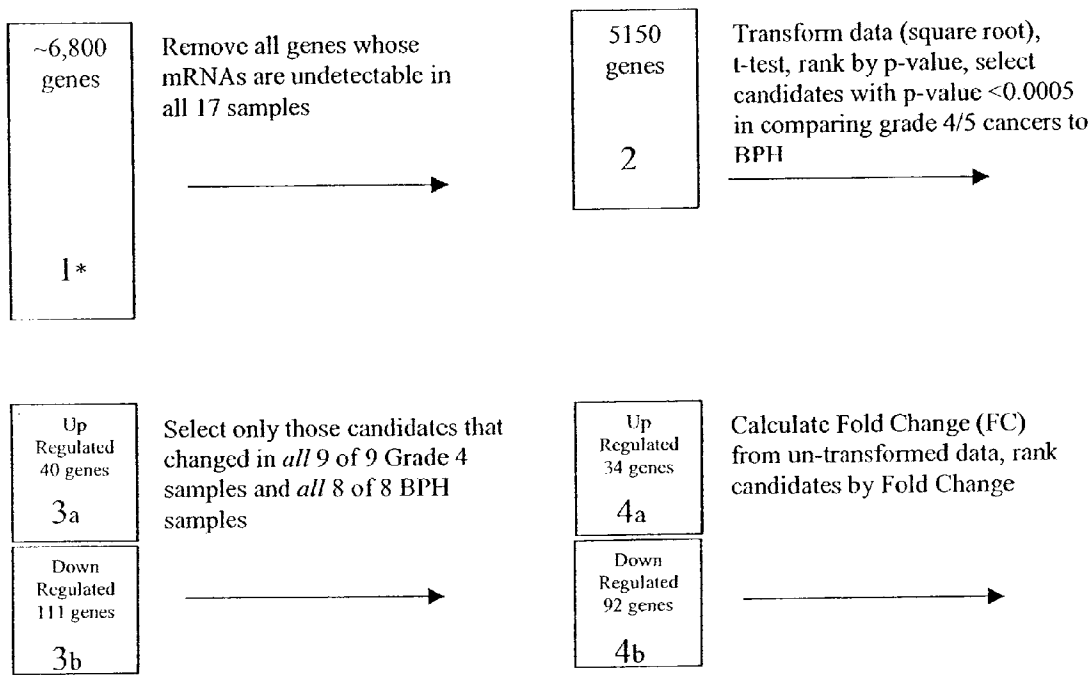 ~6,800
genes
1*
Remove all genes whose
mRNAs are undetectable in
all 17 samples
5150
genes
2
Transform data (square root),
t-test, rank by p-value, select
candidates with p-value <0.0005
in comparing grade 4/5 cancers to
BPH
Up
Regulated
40 genes
3a
Down
Regulated
111 genes
3b
Select only those candidates that
changed in all 9 of 9 Grade 4
samples and all 8 of 8 BPH
samples
Up
Regulated
34 genes
4a
Down
Regulated
92 genes
4b
Calculate Fold Change (FC)
from un-transformed data, rank
candidates by Fold Change